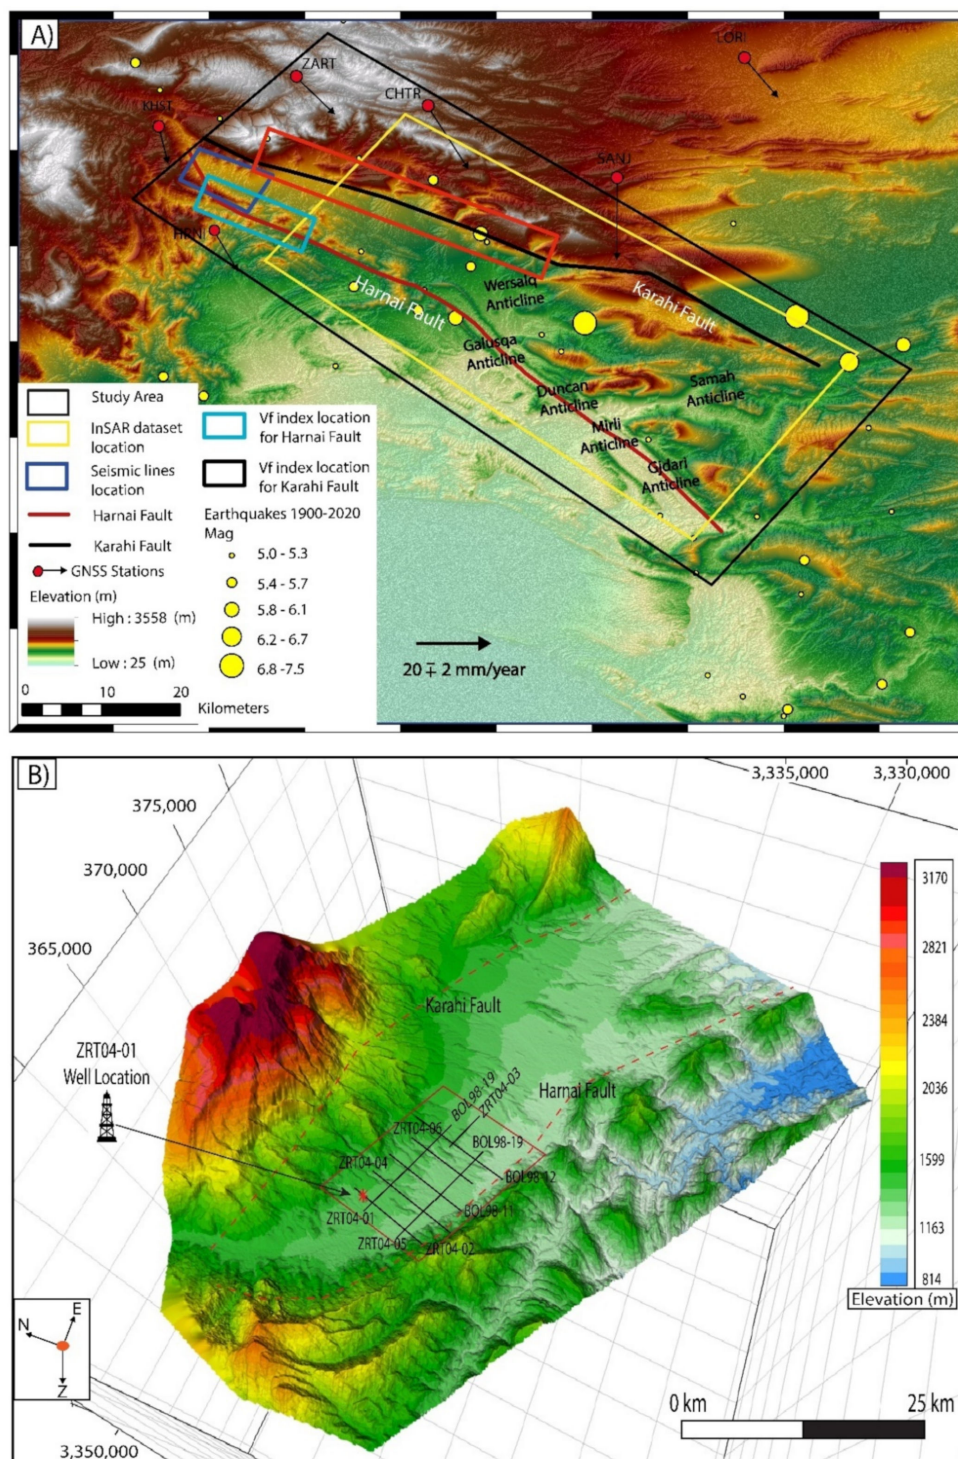 A)
ZART
LORI
CHTR
KHST
SANJ
HRNI
Wersalq
Anticline
Harnai Fault
Karahi Fault
Galusqa
Anticline
Duncan
Anticline
Samah
Anticline
Mirli
Anticline
Gjdari
Anticline
Study Area
InSAR dataset
location
Seismic lines
location
Harnai Fault
Karahi Fault
GNSS Stations
Elevation (m)
High : 3558 (m)
Low : 25 (m)
0 10 20
Kilometers
Vf index location
for Harnai Fault
Vf index location
for Karahi Fault
Earthquakes 1900-2020
Mag
5.0 - 5.3
5.4 - 5.7
5.8 - 6.1
6.2 - 6.7
6.8 -7.5
20 ∓ 2 mm/year
B)
3,335,000
3,330,000
375,000
370,000
365,000
3170
2821
2384
2036
1599
1163
814
Elevation (m)
Karahi Fault
Harnai Fault
ZRT04-01
Well Location
BOL98-19
ZRT04-03
ZRT04-06
BOL98-19
ZRT04-04
BOL98-12
ZRT04-01
BOL98-11
ZRT04-05
ZRT04-02
N
E
Z
3,350,000
0 km
25 km